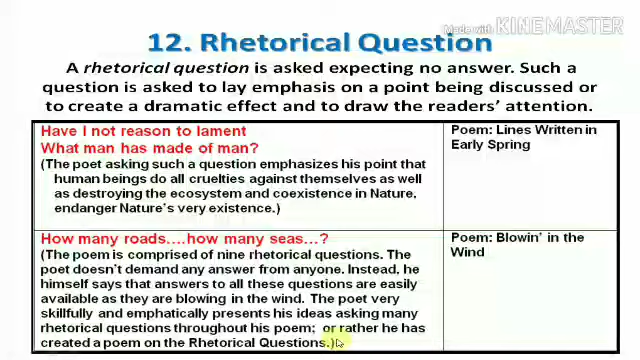 Made with KINEMASTER
12. Rhetorical Question
A rhetorical question is asked expecting no answer. Such a
question is asked to lay emphasis on a point being discussed or
to create a dramatic effect and to draw the readers’ attention.
Have I not reason to lament
What man has made of man?
(The poet asking such a question emphasizes his point that
human beings do all cruelties against themselves as well
as destroying the ecosystem and coexistence in Nature,
endanger Nature’s very existence.)
Poem: Lines Written in
Early Spring
How many roads….how many seas…?
(The poem is comprised of nine rhetorical questions. The
poet doesn’t demand any answer from anyone. Instead, he
himself says that answers to all these questions are easily
available as they are blowing in the wind. The poet very
skillfully and emphatically presents his ideas asking many
rhetorical questions throughout his poem; or rather he has
created a poem on the Rhetorical Questions.)
Poem: Blowin’ in the
Wind